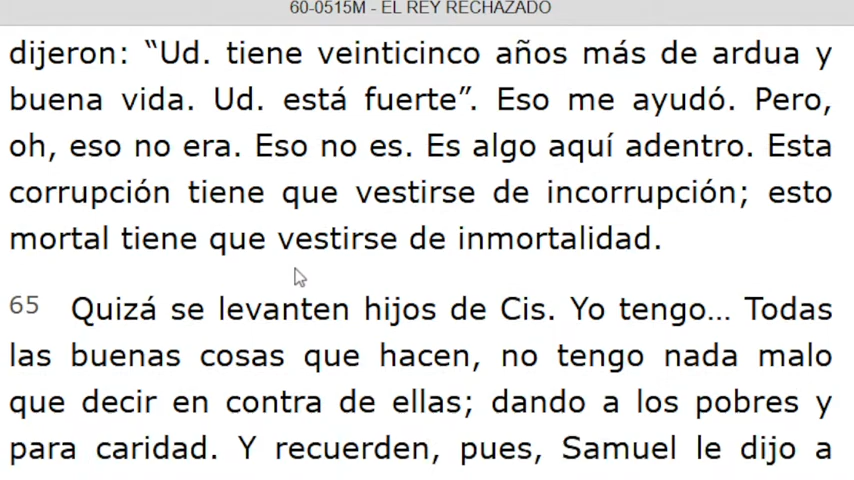 60-0515M - EL REY RECHAZADO
dijeron: “Ud. tiene veinticinco años más de ardua y
buena vida. Ud. está fuerte”. Eso me ayudó. Pero,
oh, eso no era. Eso no es. Es algo aquí adentro. Esta
corrupción tiene que vestirse de incorrupción; esto
mortal tiene que vestirse de inmortalidad.
65 Quizá se levanten hijos de Cis. Yo tengo... Todas
las buenas cosas que hacen, no tengo nada malo
que decir en contra de ellas; dando a los pobres y
para caridad. Y recuerden, pues, Samuel le dijo a